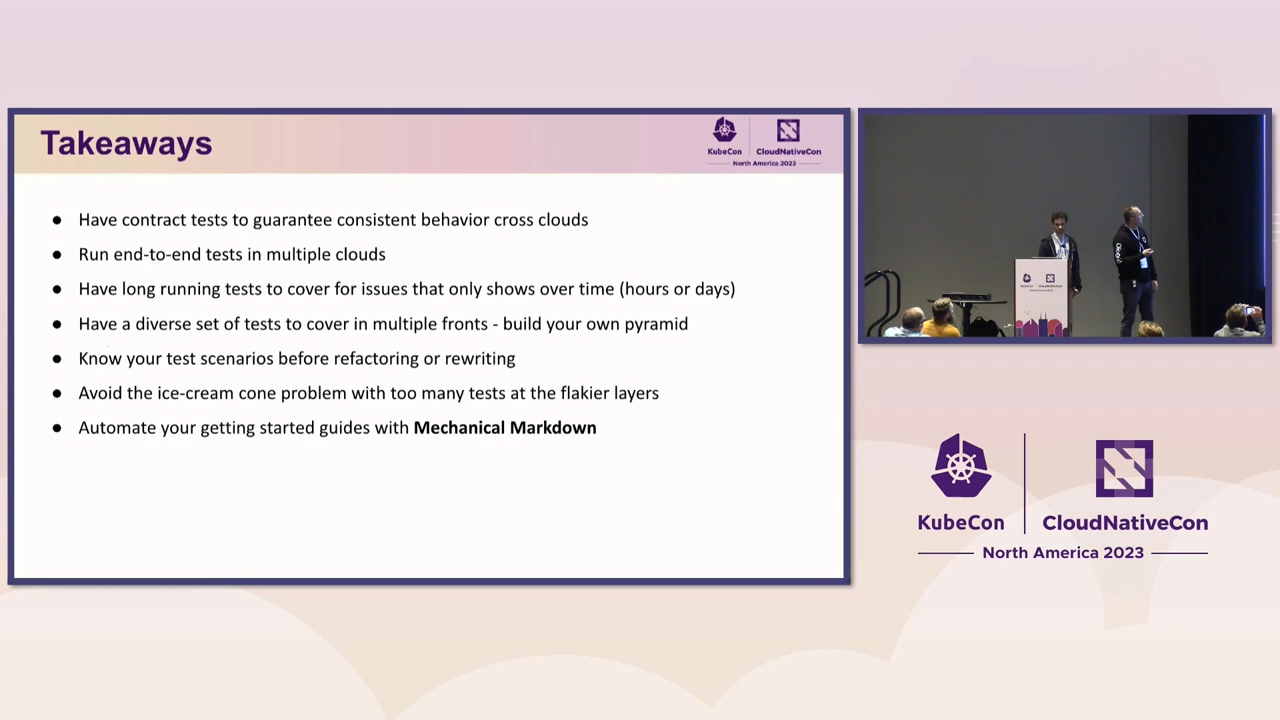 Takeaways
KubeCon
CloudNativeCon
North America 2023
● Have contract tests to guarantee consistent behavior cross clouds
● Run end-to-end tests in multiple clouds
● Have long running tests to cover for issues that only shows over time (hours or days)
● Have a diverse set of tests to cover in multiple fronts - build your own pyramid
● Know your test scenarios before refactoring or rewriting
● Avoid the ice-cream cone problem with too many tests at the flakier layers
● Automate your getting started guides with Mechanical Markdown
KubeCon
CloudNativeCon
North America 2023